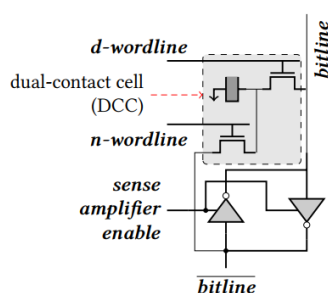 d-wordline
bitline
dual-contact cell
(DCC)
n-wordline
sense
amplifier
enable
bitline